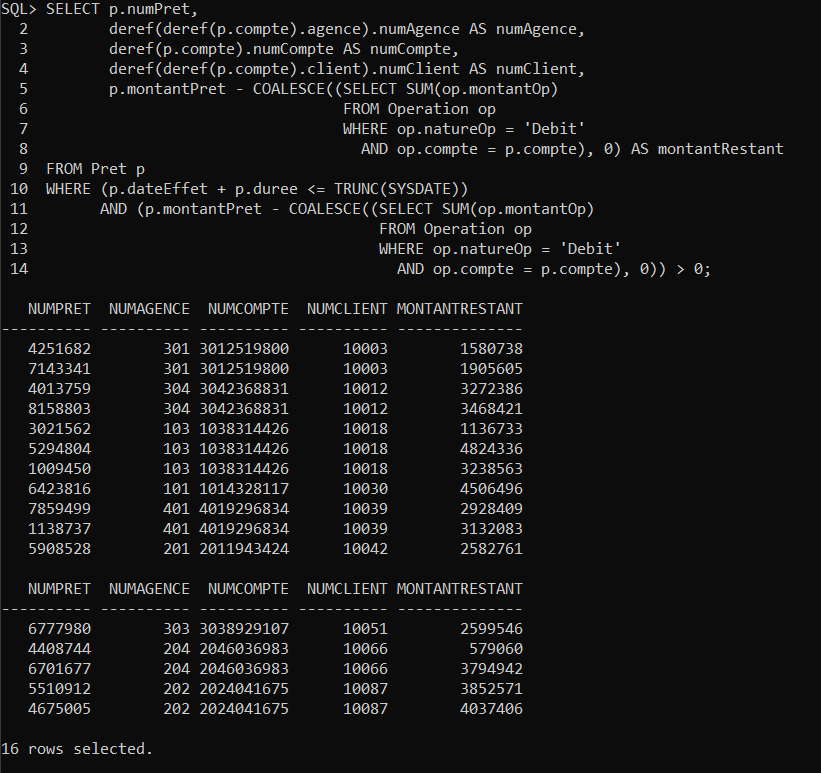 SQL> SELECT p.numPret,
  2         deref(deref(p.compte).agence).numAgence AS numAgence,
  3         deref(p.compte).numCompte AS numCompte,
  4         deref(deref(p.compte).client).numClient AS numClient,
  5         p.montantPret - COALESCE((SELECT SUM(op.montantOp)
  6                                   FROM Operation op
  7                                   WHERE op.natureOp = 'Debit'
  8                                     AND op.compte = p.compte), 0) AS montantRestant
  9  FROM Pret p
 10  WHERE (p.dateEffet + p.duree <= TRUNC(SYSDATE))
 11        AND (p.montantPret - COALESCE((SELECT SUM(op.montantOp)
 12                                       FROM Operation op
 13                                       WHERE op.natureOp = 'Debit'
 14                                         AND op.compte = p.compte), 0)) > 0;

   NUMPRET  NUMAGENCE  NUMCOMPTE  NUMCLIENT MONTANTRESTANT
---------- ---------- ---------- ---------- --------------
   4251682        301 3012519800      10003        1580738
   7143341        301 3012519800      10003        1905605
   4013759        304 3042368831      10012        3272386
   8158803        304 3042368831      10012        3468421
   3021562        103 1038314426      10018        1136733
   5294804        103 1038314426      10018        4824336
   1009450        103 1038314426      10018        3238563
   6423816        101 1014328117      10030        4506496
   7859499        401 4019296834      10039        2928409
   1138737        401 4019296834      10039        3132083
   5908528        201 2011943424      10042        2582761

   NUMPRET  NUMAGENCE  NUMCOMPTE  NUMCLIENT MONTANTRESTANT
---------- ---------- ---------- ---------- --------------
   6777980        303 3038929107      10051        2599546
   4408744        204 2046036983      10066         579060
   6701677        204 2046036983      10066        3794942
   5510912        202 2024041675      10087        3852571
   4675005        202 2024041675      10087        4037406

16 rows selected.